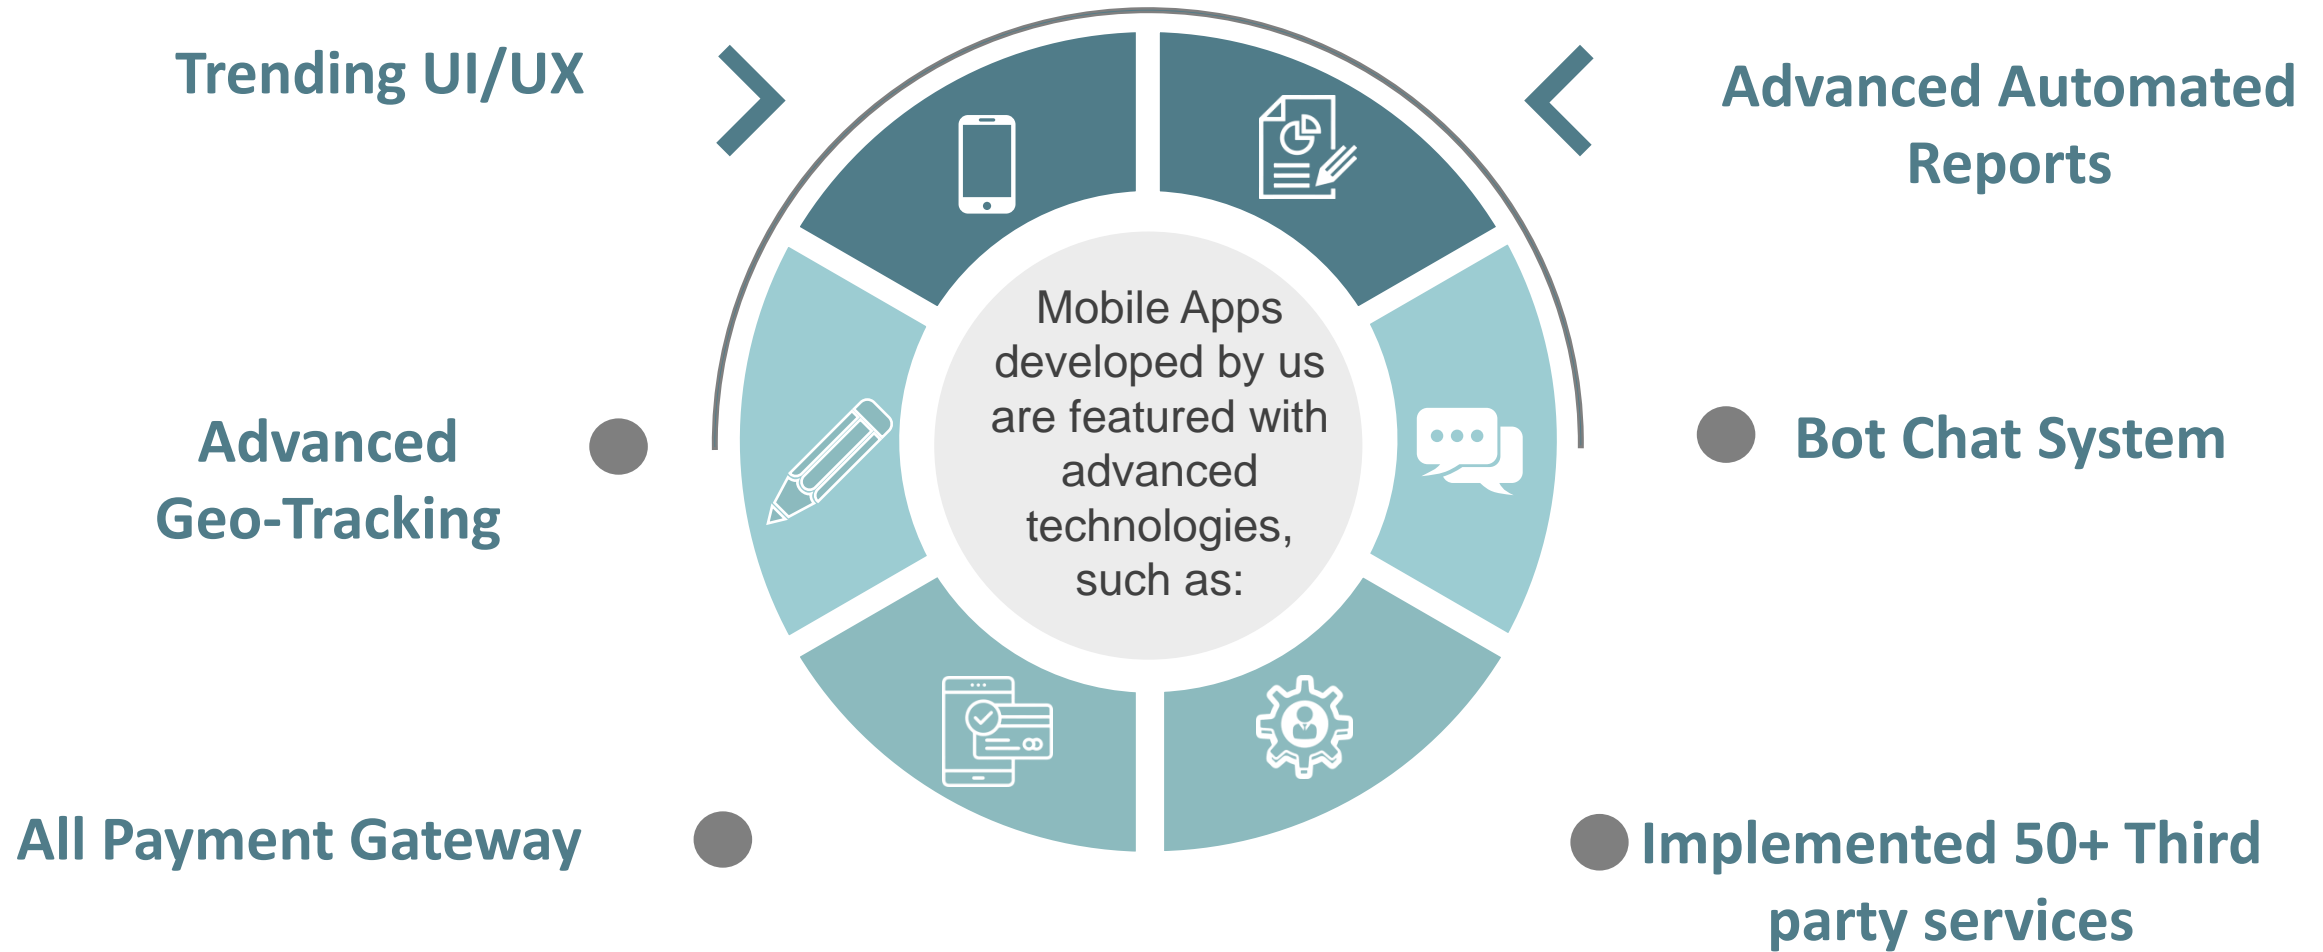 Trending UI/UX
Advanced Automated
Reports
Mobile Apps
developed by us
are featured with
advanced
technologies,
such as:
Advanced
Geo-Tracking
Bot Chat System
All Payment Gateway
Implemented 50+ Third
party services